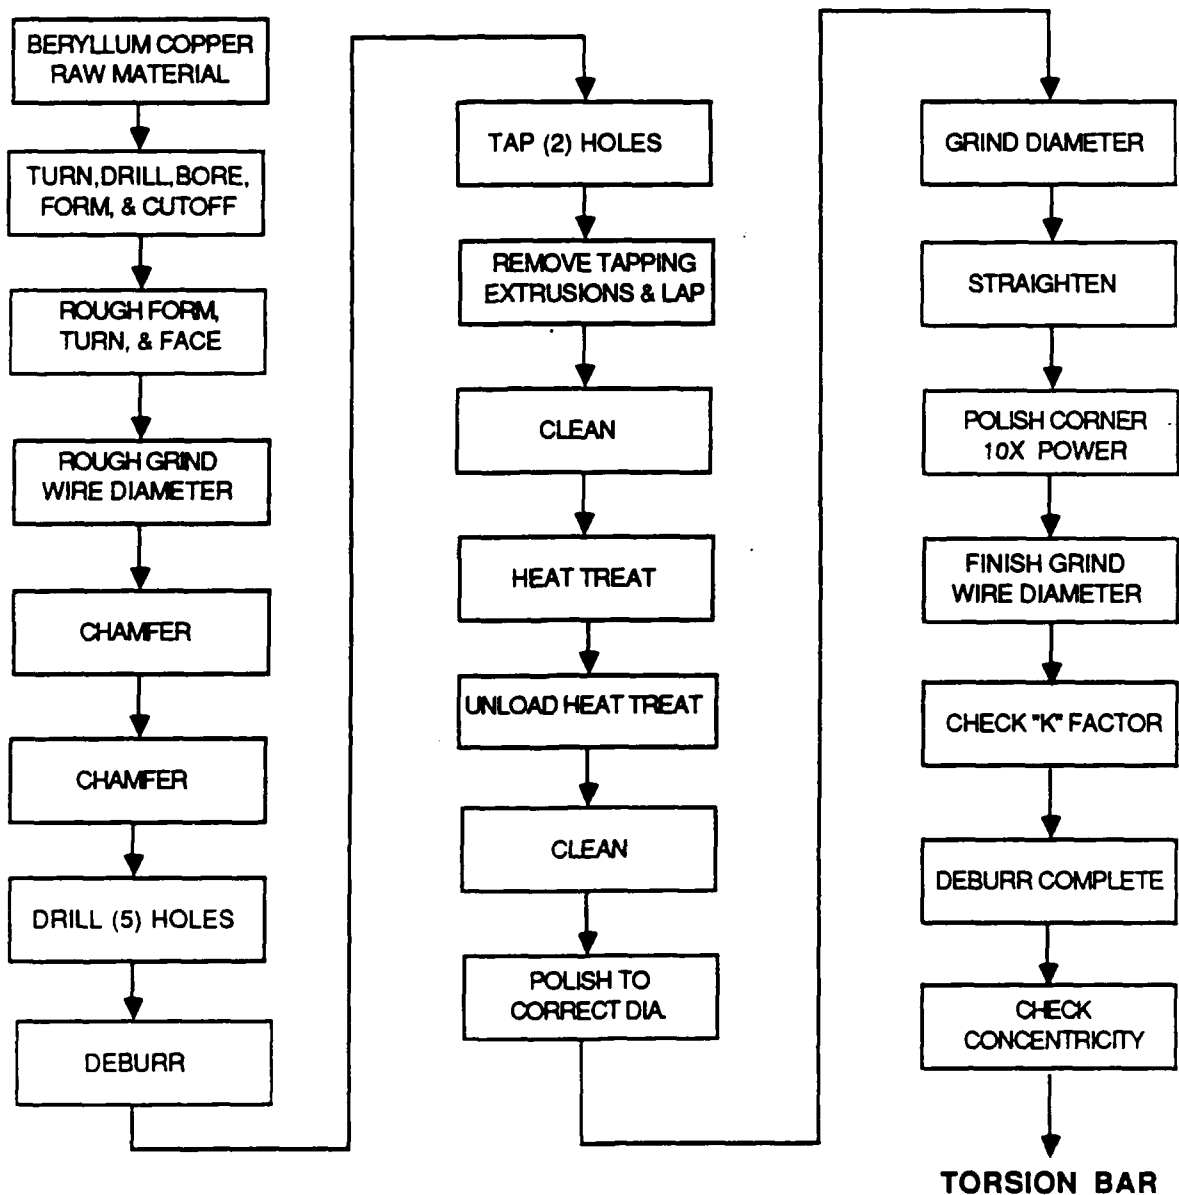 BERYLLUM COPPER
RAW MATERIAL
TURN, DRILL, BORE,
FORM, & CUTOFF
ROUGH FORM,
TURN, & FACE
ROUGH GRIND
WIRE DIAMETER
CHAMFER
CHAMFER
DRILL (5) HOLES
DEBURR
TAP (2) HOLES
REMOVE TAPPING
EXTRUSIONS & LAP
CLEAN
HEAT TREAT
UNLOAD HEAT TREAT
CLEAN
POLISH TO
CORRECT DIA.
GRIND DIAMETER
STRAIGHTEN
POLISH CORNER
10X POWER
FINISH GRIND
WIRE DIAMETER
CHECK "K" FACTOR
DEBURR COMPLETE
CHECK
CONCENTRICITY
TORSION BAR